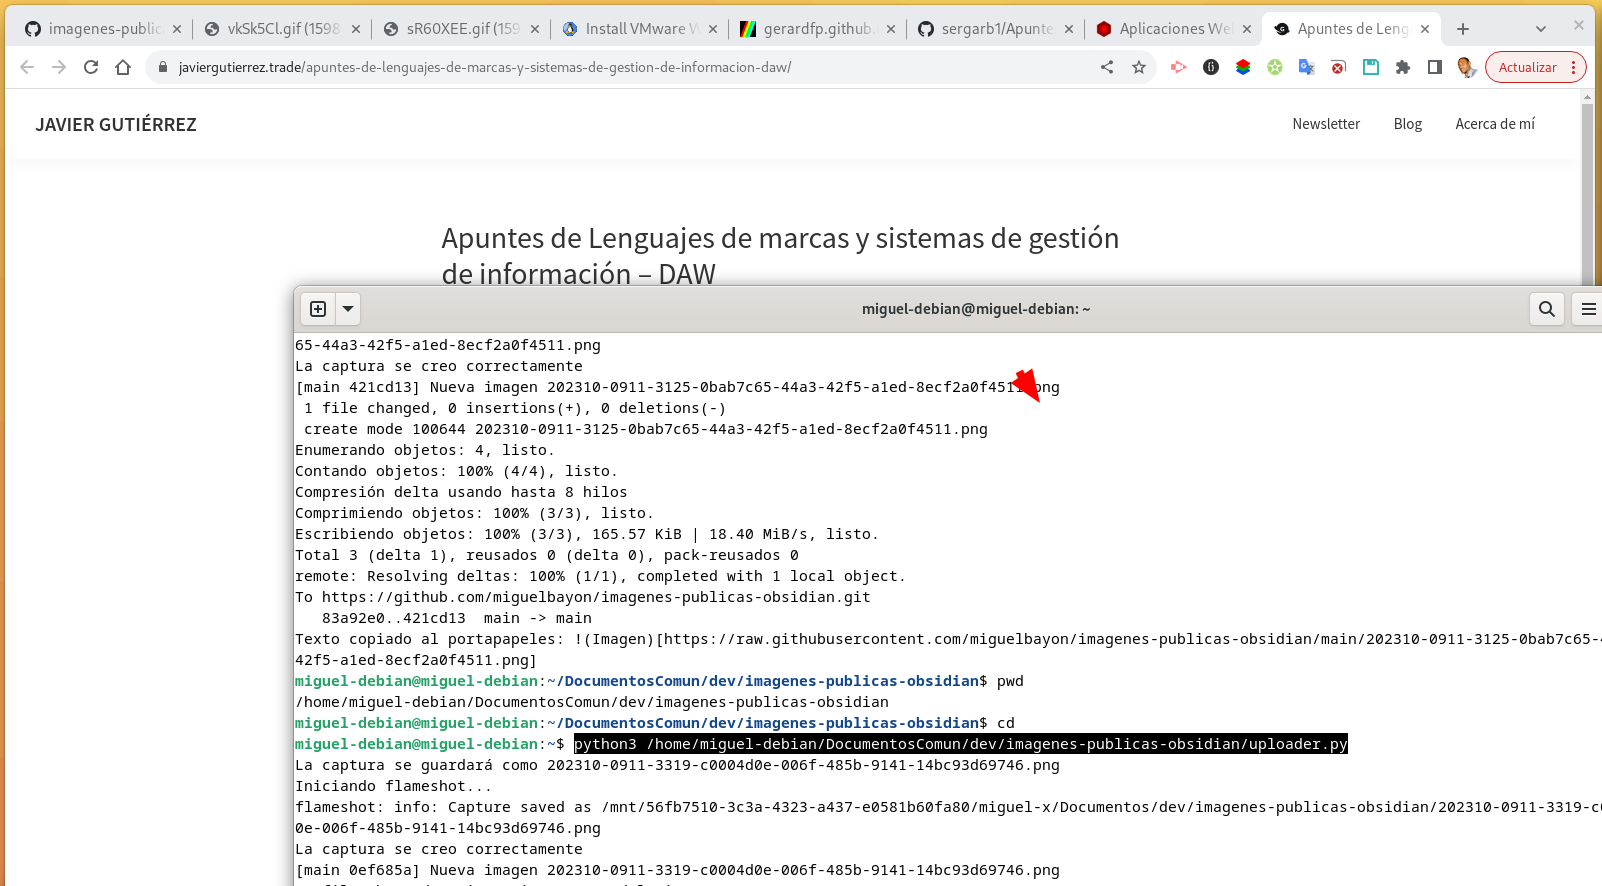 imagenes-public
vkSk5Cl.gif (1598
sR60XEE.gif (159
Install VMware W
gerardfp.github.
sergarb1/Apunte
Aplicaciones We
Apuntes de Leng
javiergutierrez.trade/apuntes-de-lenguajes-de-marcas-y-sistemas-de-gestion-de-informacion-daw/
Actualizar
JAVIER GUTIÉRREZ
Newsletter
Blog
Acerca de mí
Apuntes de Lenguajes de marcas y sistemas de gestión
de información – DAW
miguel-debian@miguel-debian: ~
65-44a3-42f5-a1ed-8ecf2a0f4511.png
La captura se creo correctamente
[main 421cd13] Nueva imagen 202310-0911-3125-0bab7c65-44a3-42f5-a1ed-8ecf2a0f4511.png
1 file changed, 0 insertions(+), 0 deletions(-)
create mode 100644 202310-0911-3125-0bab7c65-44a3-42f5-a1ed-8ecf2a0f4511.png
Enumerando objetos: 4, listo.
Contando objetos: 100% (4/4), listo.
Compresión delta usando hasta 8 hilos
Comprimiendo objetos: 100% (3/3), listo.
Escribiendo objetos: 100% (3/3), 165.57 KiB | 18.40 MiB/s, listo.
Total 3 (delta 1), reusados 0 (delta 0), pack-reusados 0
remote: Resolving deltas: 100% (1/1), completed with 1 local object.
To https://github.com/miguelbayon/imagenes-publicas-obsidian.git
83a92e0..421cd13 main -> main
Texto copiado al portapapeles: !(Imagen)[https://raw.githubusercontent.com/miguelbayon/imagenes-publicas-obsidian/main/202310-0911-3125-0bab7c65-
42f5-a1ed-8ecf2a0f4511.png]
miguel-debian@miguel-debian:~/DocumentosComun/dev/imagenes-publicas-obsidian$ pwd
/home/miguel-debian/DocumentosComun/dev/imagenes-publicas-obsidian
miguel-debian@miguel-debian:~/DocumentosComun/dev/imagenes-publicas-obsidian$ cd
miguel-debian@miguel-debian:~$ python3 /home/miguel-debian/DocumentosComun/dev/imagenes-publicas-obsidian/uploader.py
La captura se guardará como 202310-0911-3319-c0004d0e-006f-485b-9141-14bc93d69746.png
Iniciando flameshot...
flameshot: info: Capture saved as /mnt/56fb7510-3c3a-4323-a437-e0581b60fa80/miguel-x/Documentos/dev/imagenes-publicas-obsidian/202310-0911-3319-c0
0e-006f-485b-9141-14bc93d69746.png
La captura se creo correctamente
[main 0ef685a] Nueva imagen 202310-0911-3319-c0004d0e-006f-485b-9141-14bc93d69746.png